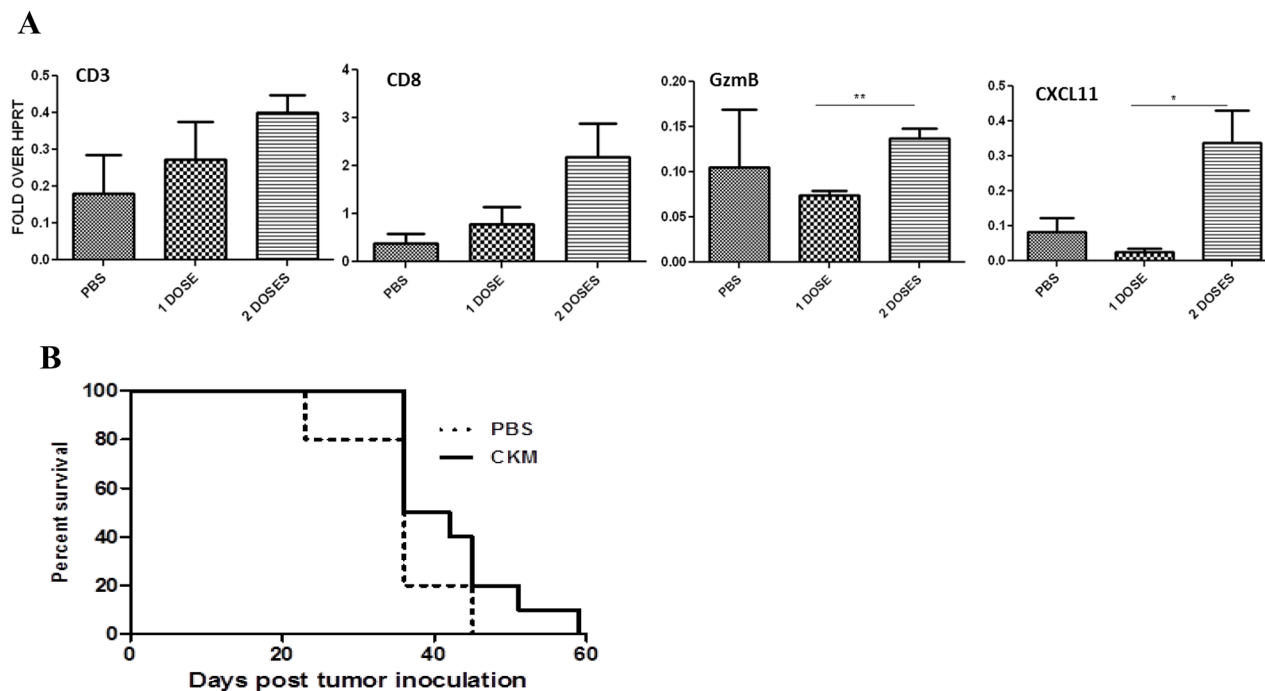 A
CD3
0.5
0.4
0.3
0.2
0.1
0.0
FOLD OVER HPRT
PBS
1 DOSE
2 DOSES
CD8
4
3
2
1
0
PBS
1 DOSE
2 DOSES
GzmB
0.20
0.15
0.10
0.05
0.00
**
PBS
1 DOSE
2 DOSES
CXCL11
0.5
0.4
0.3
0.2
0.1
0.0
*
PBS
1 DOSE
2 DOSES
B
100
80
60
40
20
0
Percent survival
PBS
CKM
0
20
40
60
Days post tumor inoculation